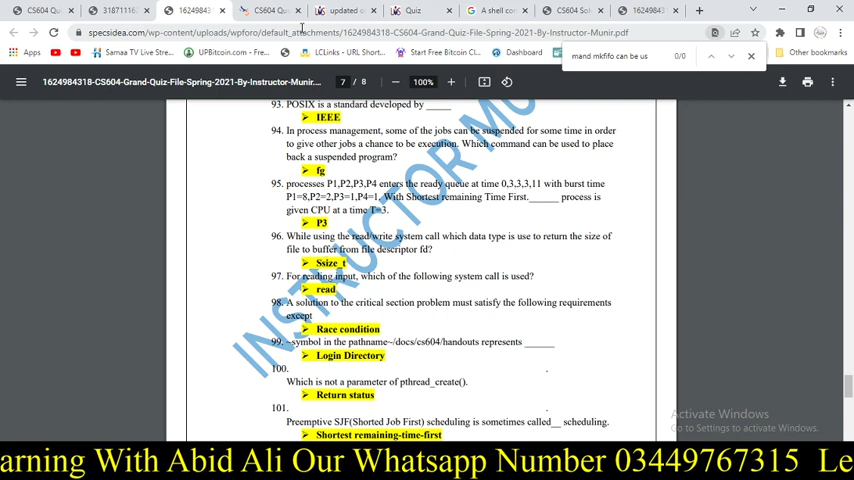 CS604 Qu
318711162
16249843
CS604 Qu
updated o
Quiz
A shell co
CS604 Sol
16249843
specsidea.com/wp-content/uploads/wpforo/default_attachments/1624984318-CS604-Grand-Quiz-File-Spring-2021-By-Instructor-Munir.pdf
mand mkfifo can be us 0/0
Apps
Samaa TV Live Stre...
UPBitcoin.com - Fre...
LCLinks - URL Short...
Start Free Bitcoin Cl...
Dashboard
Other bookmarks
1624984318-CS604-Grand-Quiz-File-Spring-2021-By-Instructor-Munir....
7 / 8
100%
INSTRUCTOR MU
93. POSIX is a standard developed by _____
➢ IEEE
94. In process management, some of the jobs can be suspended for some time in order
to give other jobs a chance to be execution. Which command can be used to place
back a suspended program?
➢ fg
95. processes P1,P2,P3,P4 enters the ready queue at time 0,3,3,3,11 with burst time
P1=8,P2=2,P3=1,P4=1. With Shortest remaining Time First.______ process is
given CPU at a time T=3.
➢ P3
96. While using the read/write system call which data type is use to return the size of
file to buffer from file descriptor fd?
➢ Ssize_t
97. For reading input, which of the following system call is used?
➢ read
98. A solution to the critical section problem must satisfy the following requirements
except
➢ Race condition
99. ~symbol in the pathname~/docs/cs604/handouts represents ______
➢ Login Directory
100. .
Which is not a parameter of pthread_create().
➢ Return status
101. .
Preemptive SJF(Shorted Job First) scheduling is sometimes called__ scheduling.
➢ Shortest remaining-time-first
Activate Windows
Go to Settings to activate Windows.
arning With Abid Ali Our Whatsapp Number 03449767315 Le